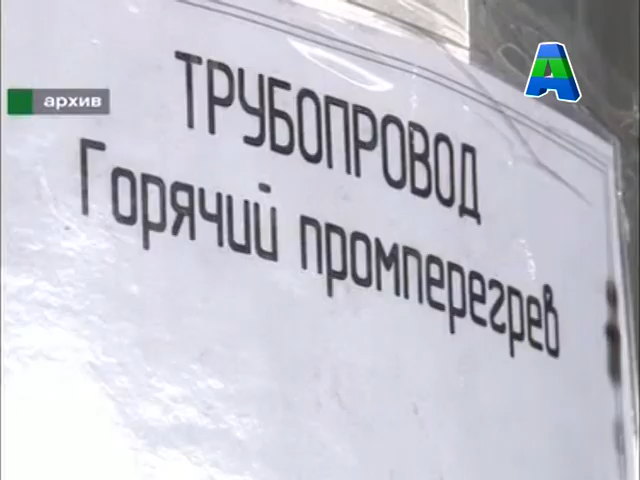 ТРУБОПРОВОД
Горячий промперегрев
архив
А